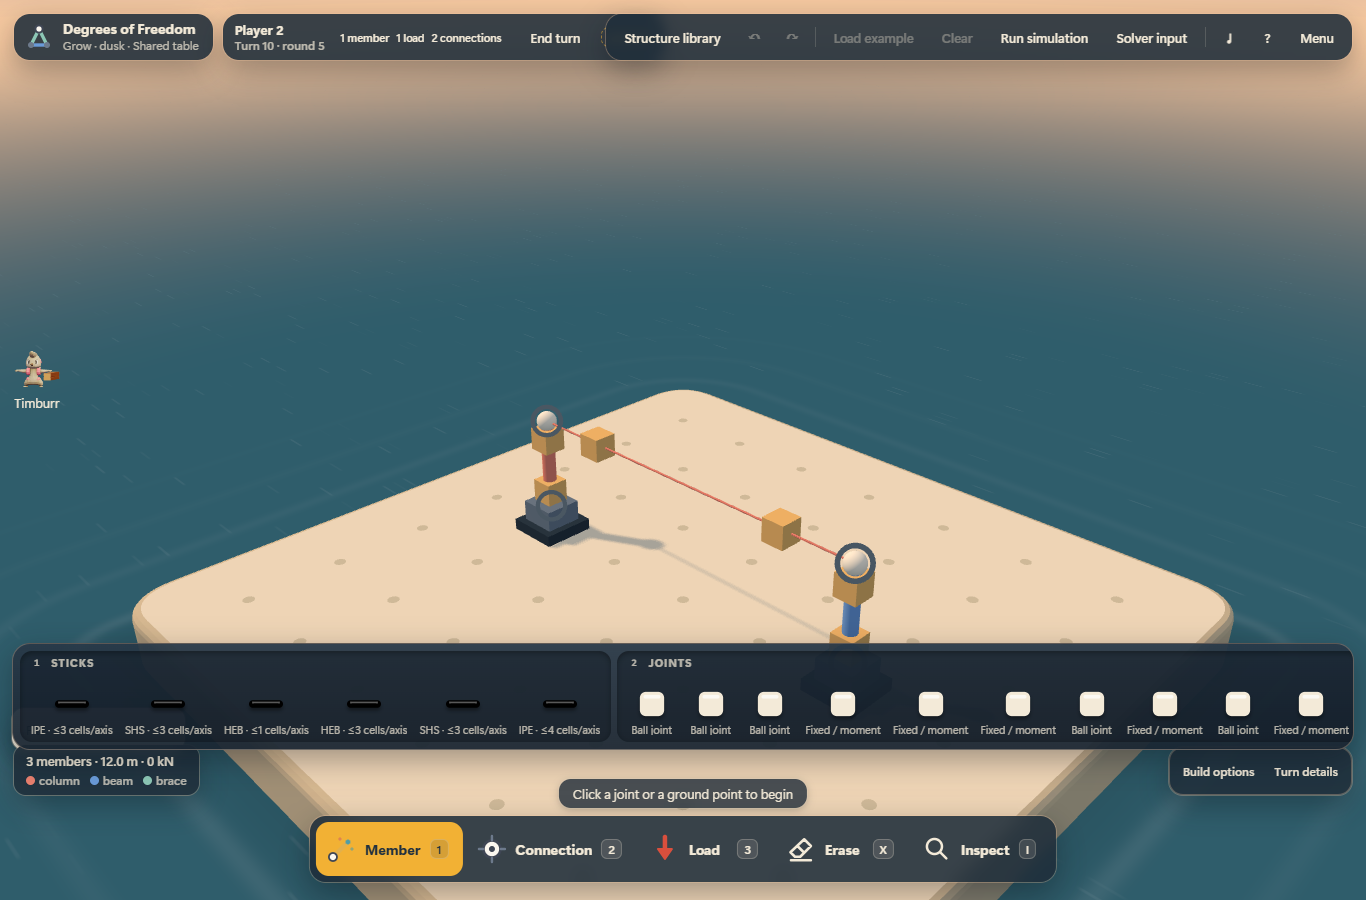 Degrees of Freedom
Grow · dusk · Shared table
Player 2
Turn 10 · round 5
1 member 1 load 2 connections
End turn
Structure library
Load example
Clear
Run simulation
Solver input
?
Menu
Timburr
1 STICKS
IPE · ≤3 cells/axis
SHS · ≤3 cells/axis
HEB · ≤1 cells/axis
HEB · ≤3 cells/axis
SHS · ≤3 cells/axis
IPE · ≤4 cells/axis
2 JOINTS
Ball joint
Ball joint
Ball joint
Fixed / moment
Fixed / moment
Fixed / moment
Ball joint
Fixed / moment
Ball joint
Fixed / moment
3 members · 12.0 m · 0 kN
column beam brace
Build options
Turn details
Click a joint or a ground point to begin
Member 1
Connection 2
Load 3
Erase X
Inspect I